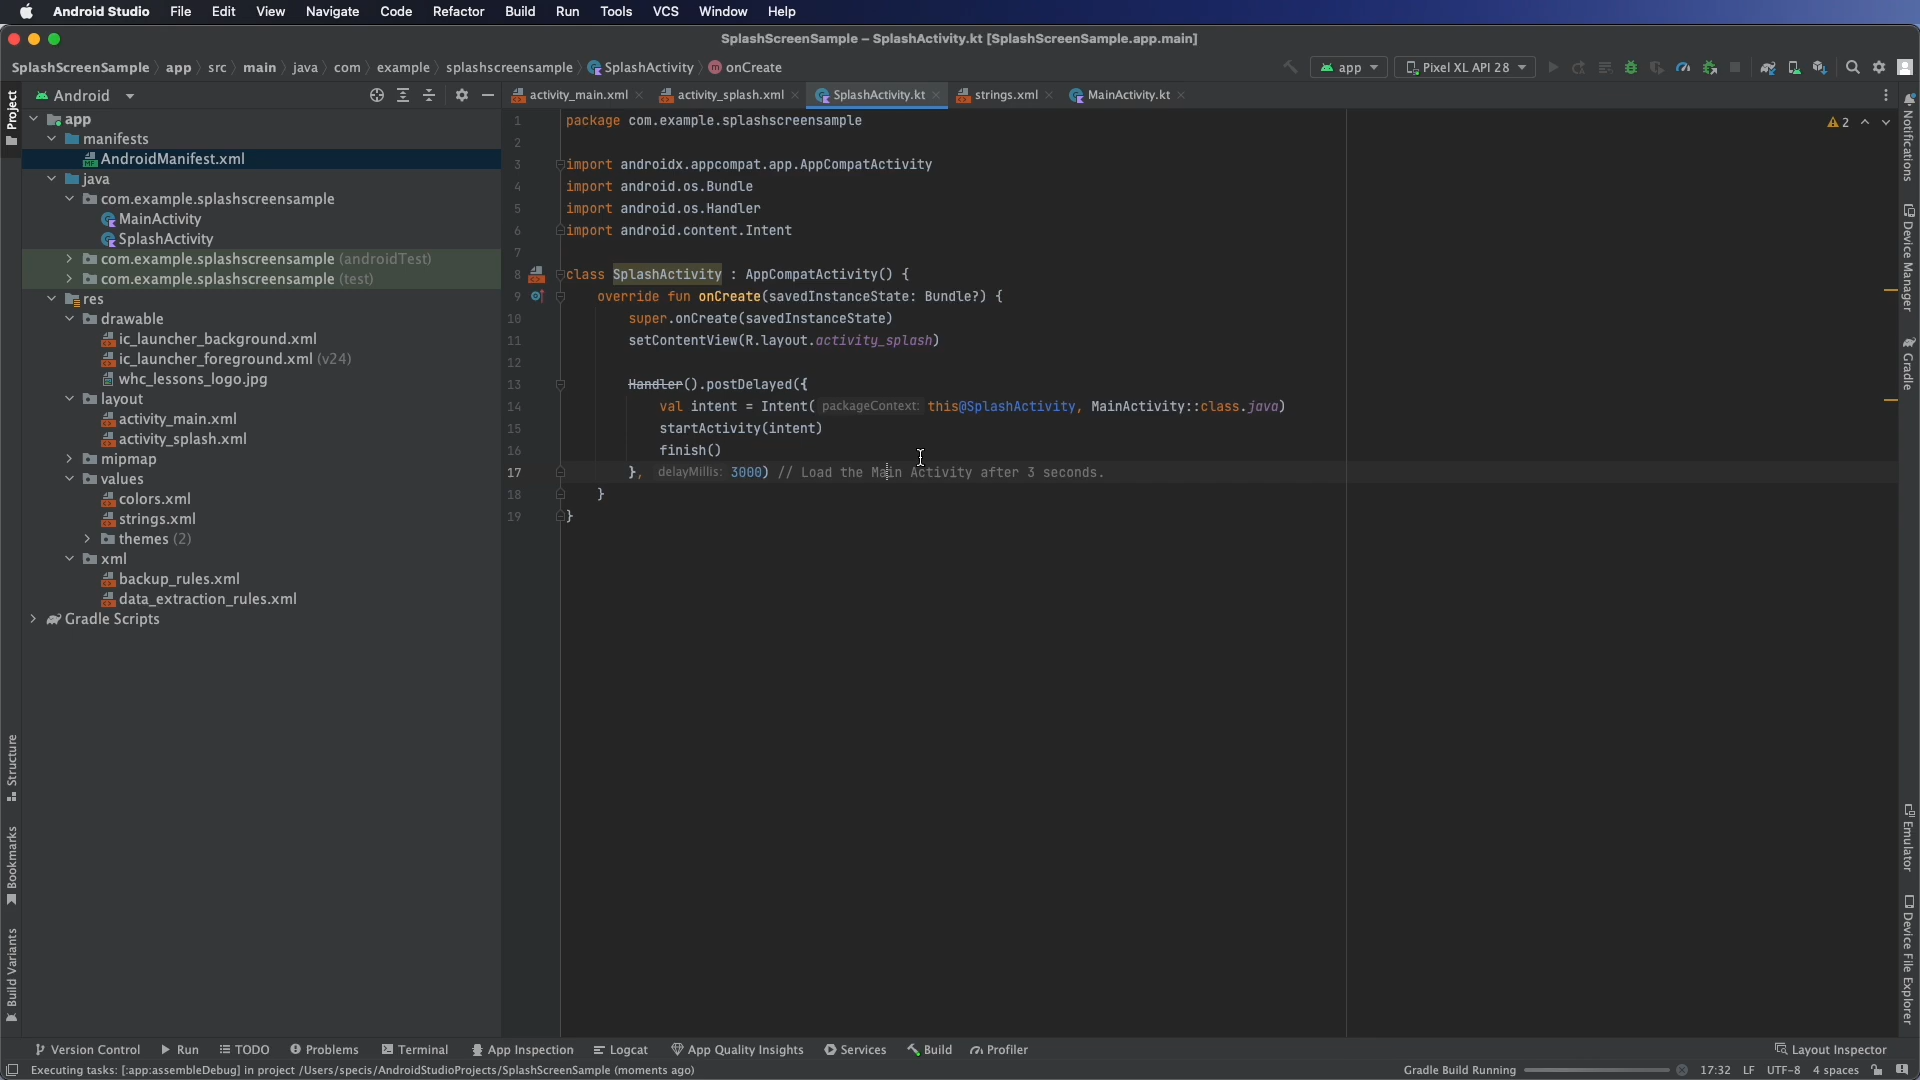 Android Studio File Edit View Navigate Code Refactor Build Run Tools VCS Window Help
SplashScreenSample – SplashActivity.kt [SplashScreenSample.app.main]
SplashScreenSample app src main java com example splashscreensample SplashActivity onCreate
app Pixel XL API 28
Project
Android
activity_main.xml activity_splash.xml SplashActivity.kt strings.xml MainActivity.kt
app
manifests
AndroidManifest.xml
java
com.example.splashscreensample
MainActivity
SplashActivity
com.example.splashscreensample (androidTest)
com.example.splashscreensample (test)
res
drawable
ic_launcher_background.xml
ic_launcher_foreground.xml (v24)
whc_lessons_logo.jpg
layout
activity_main.xml
activity_splash.xml
mipmap
values
colors.xml
strings.xml
themes (2)
xml
backup_rules.xml
data_extraction_rules.xml
Gradle Scripts
Structure
Bookmarks
Build Variants
1 package com.example.splashscreensample
2
3 import androidx.appcompat.app.AppCompatActivity
4 import android.os.Bundle
5 import android.os.Handler
6 import android.content.Intent
7
8 class SplashActivity : AppCompatActivity() {
9 override fun onCreate(savedInstanceState: Bundle?) {
10 super.onCreate(savedInstanceState)
11 setContentView(R.layout.activity_splash)
12
13 Handler().postDelayed({
14 val intent = Intent( packageContext: this@SplashActivity, MainActivity::class.java)
15 startActivity(intent)
16 finish()
17 }, delayMillis: 3000) // Load the Main Activity after 3 seconds.
18 }
19 }
2
Notifications
Device Manager
Gradle
Emulator
Device File Explorer
Version Control Run TODO Problems Terminal App Inspection Logcat App Quality Insights Services Build Profiler Layout Inspector
Executing tasks: [:app:assembleDebug] in project /Users/specis/AndroidStudioProjects/SplashScreenSample (moments ago) Gradle Build Running 17:32 LF UTF-8 4 spaces